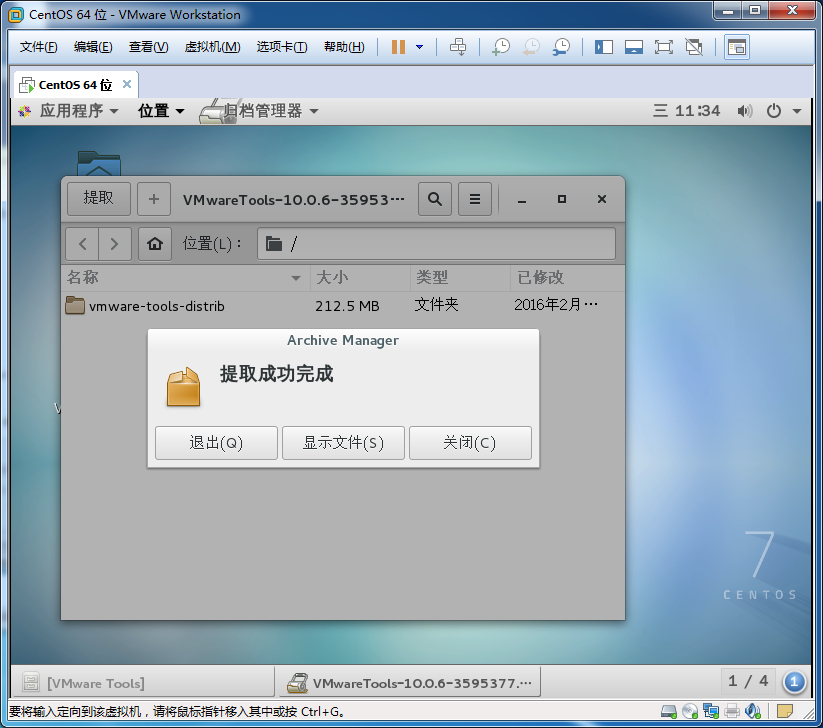 CentOS 64 位 - VMware Workstation
文件(F) 编辑(E) 查看(V) 虚拟机(M) 选项卡(T) 帮助(H)
CentOS 64 位
应用程序 位置 归档管理器 三 11:34
提取 + VMwareTools-10.0.6-35953···
位置(L)： /
名称 大小 类型 已修改
vmware-tools-distrib 212.5 MB 文件夹 2016年2月···
Archive Manager
提取成功完成
退出(Q) 显示文件(S) 关闭(C)
7
CENTOS
[VMware Tools] VMwareTools-10.0.6-3595377.··· 1 / 4 1
要将输入定向到该虚拟机，请将鼠标指针移入其中或按 Ctrl+G。